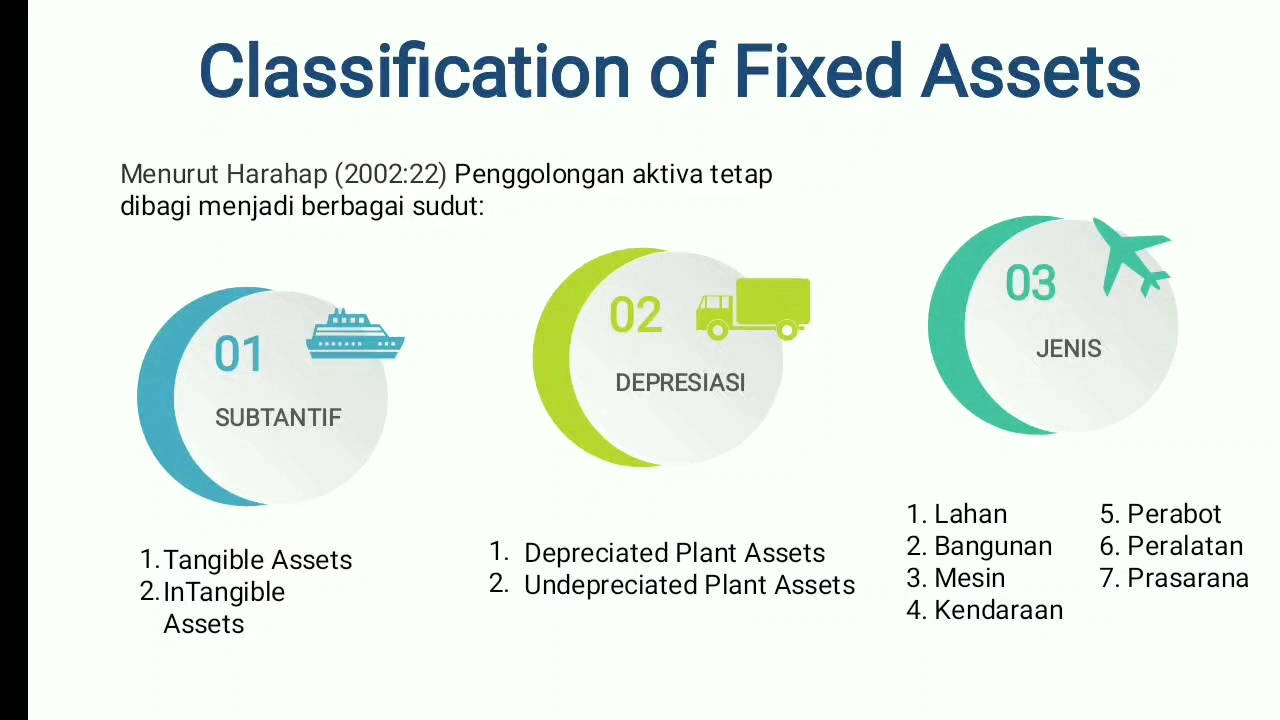 Classification of Fixed Assets
Menurut Harahap (2002:22) Penggolongan aktiva tetap
dibagi menjadi berbagai sudut:
01
SUBTANTIF
1. Tangible Assets
2. InTangible
Assets
02
DEPRESIASI
1. Depreciated Plant Assets
2. Undepreciated Plant Assets
03
JENIS
1. Lahan
2. Bangunan
3. Mesin
4. Kendaraan
5. Perabot
6. Peralatan
7. Prasarana